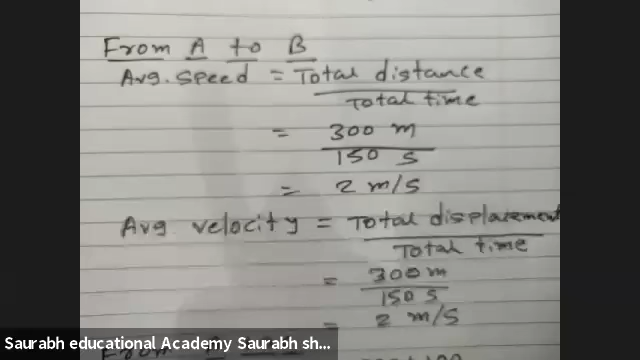 From A to B
Avg. speed = Total distance
Total time
= 300 m
150 s
= 2 m/s
Avg velocity = Total displacement
Total time
= 300 m
150 s
= 2 m/s
Saurabh educational Academy Saurabh sh...
From